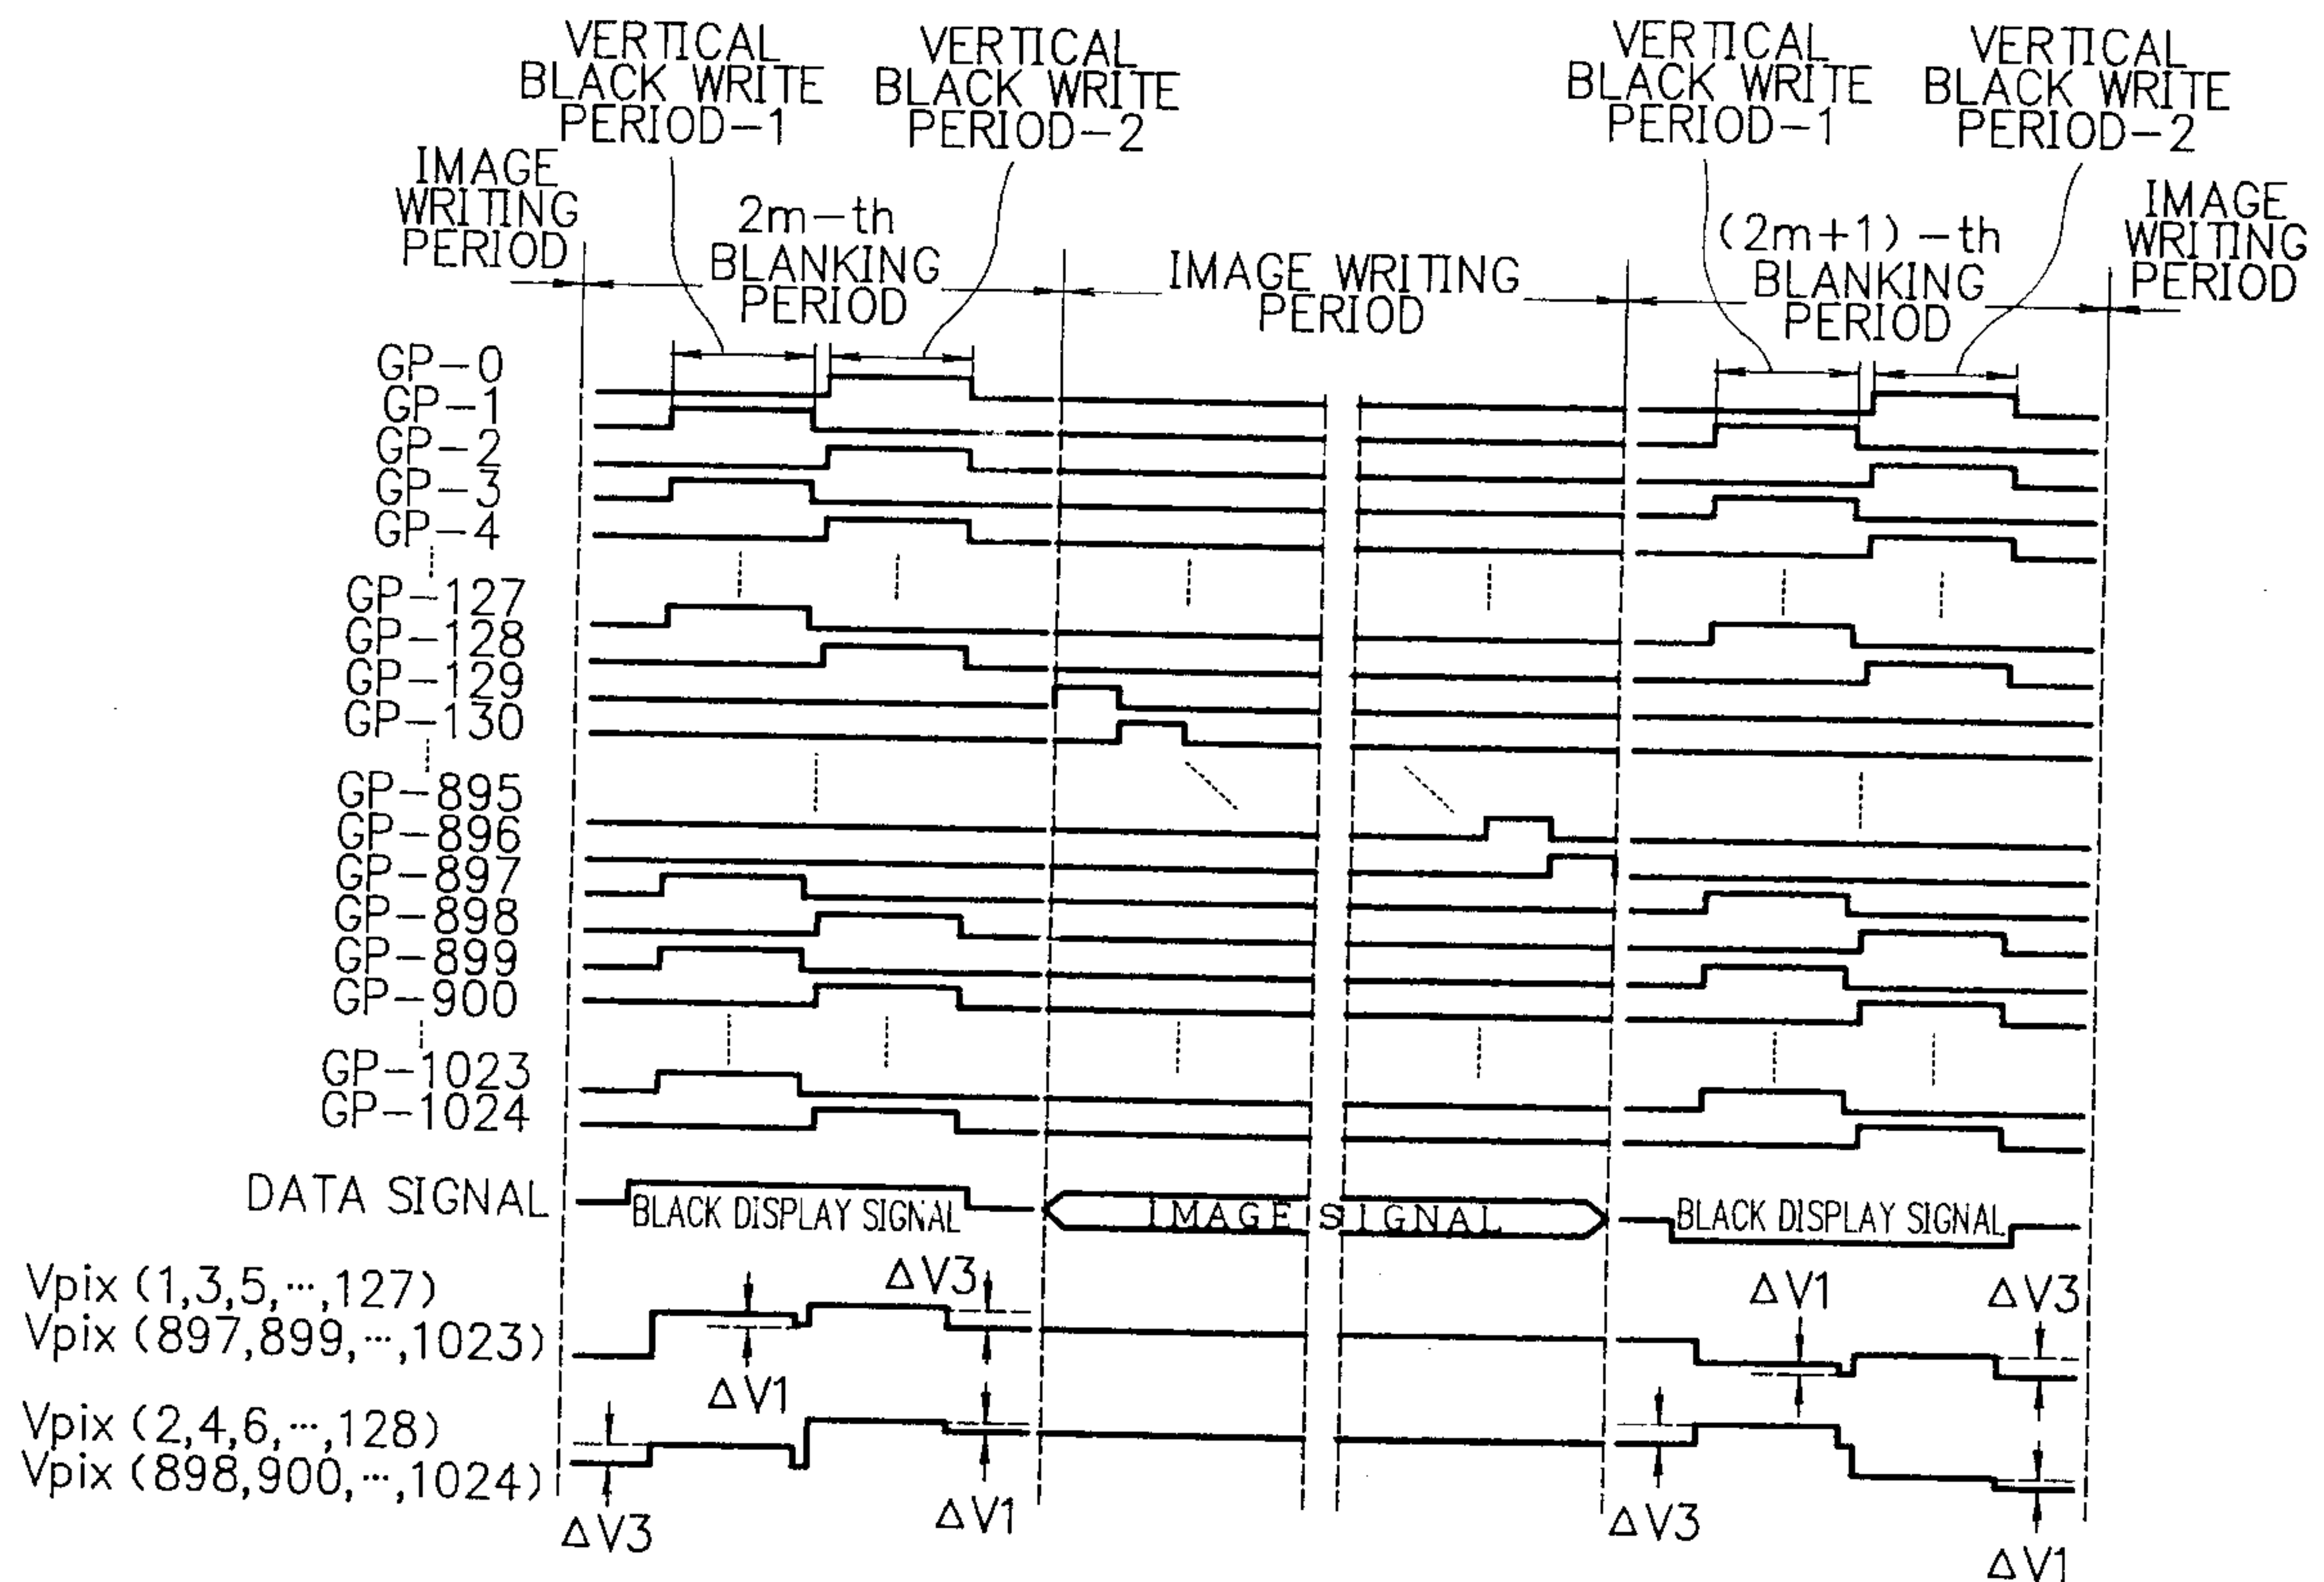 VERTICAL
BLACK WRITE
PERIOD-1
VERTICAL
BLACK WRITE
PERIOD-2
VERTICAL
BLACK WRITE
PERIOD-1
VERTICAL
BLACK WRITE
PERIOD-2
IMAGE
WRITING
PERIOD
2m-th
BLANKING
PERIOD
IMAGE WRITING
PERIOD
(2m+1)-th
BLANKING
PERIOD
IMAGE
WRITING
PERIOD
GP-0
GP-1
GP-2
GP-3
GP-4
GP-127
GP-128
GP-129
GP-130
GP-895
GP-896
GP-897
GP-898
GP-899
GP-900
GP-1023
GP-1024
DATA SIGNAL
BLACK DISPLAY SIGNAL
IMAGE SIGNAL
BLACK DISPLAY SIGNAL
Vpix (1,3,5,…,127)
Vpix (897,899,…,1023)
ΔV1
ΔV3
ΔV1
ΔV3
Vpix (2,4,6,…,128)
Vpix (898,900,…,1024)
ΔV3
ΔV1
ΔV3
ΔV1